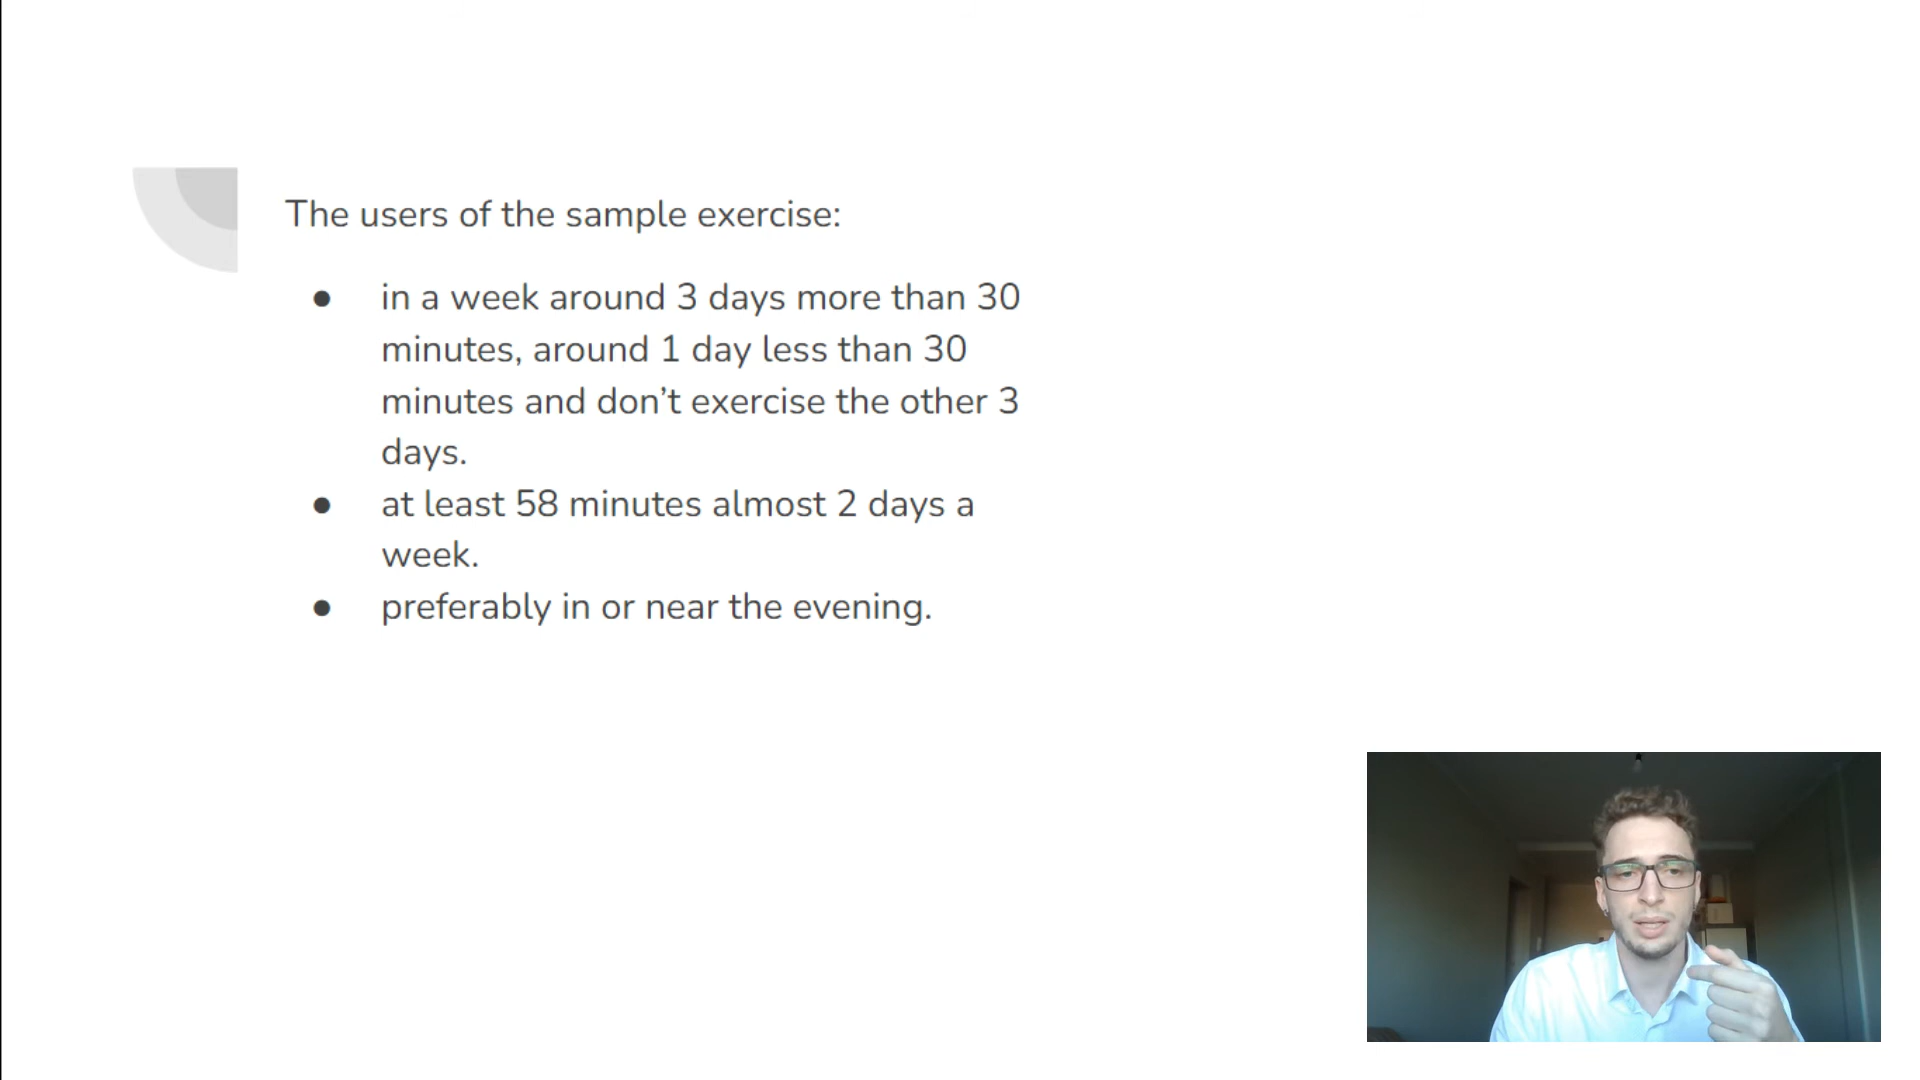 The users of the sample exercise:
● in a week around 3 days more than 30
minutes, around 1 day less than 30
minutes and don’t exercise the other 3
days.
● at least 58 minutes almost 2 days a
week.
● preferably in or near the evening.